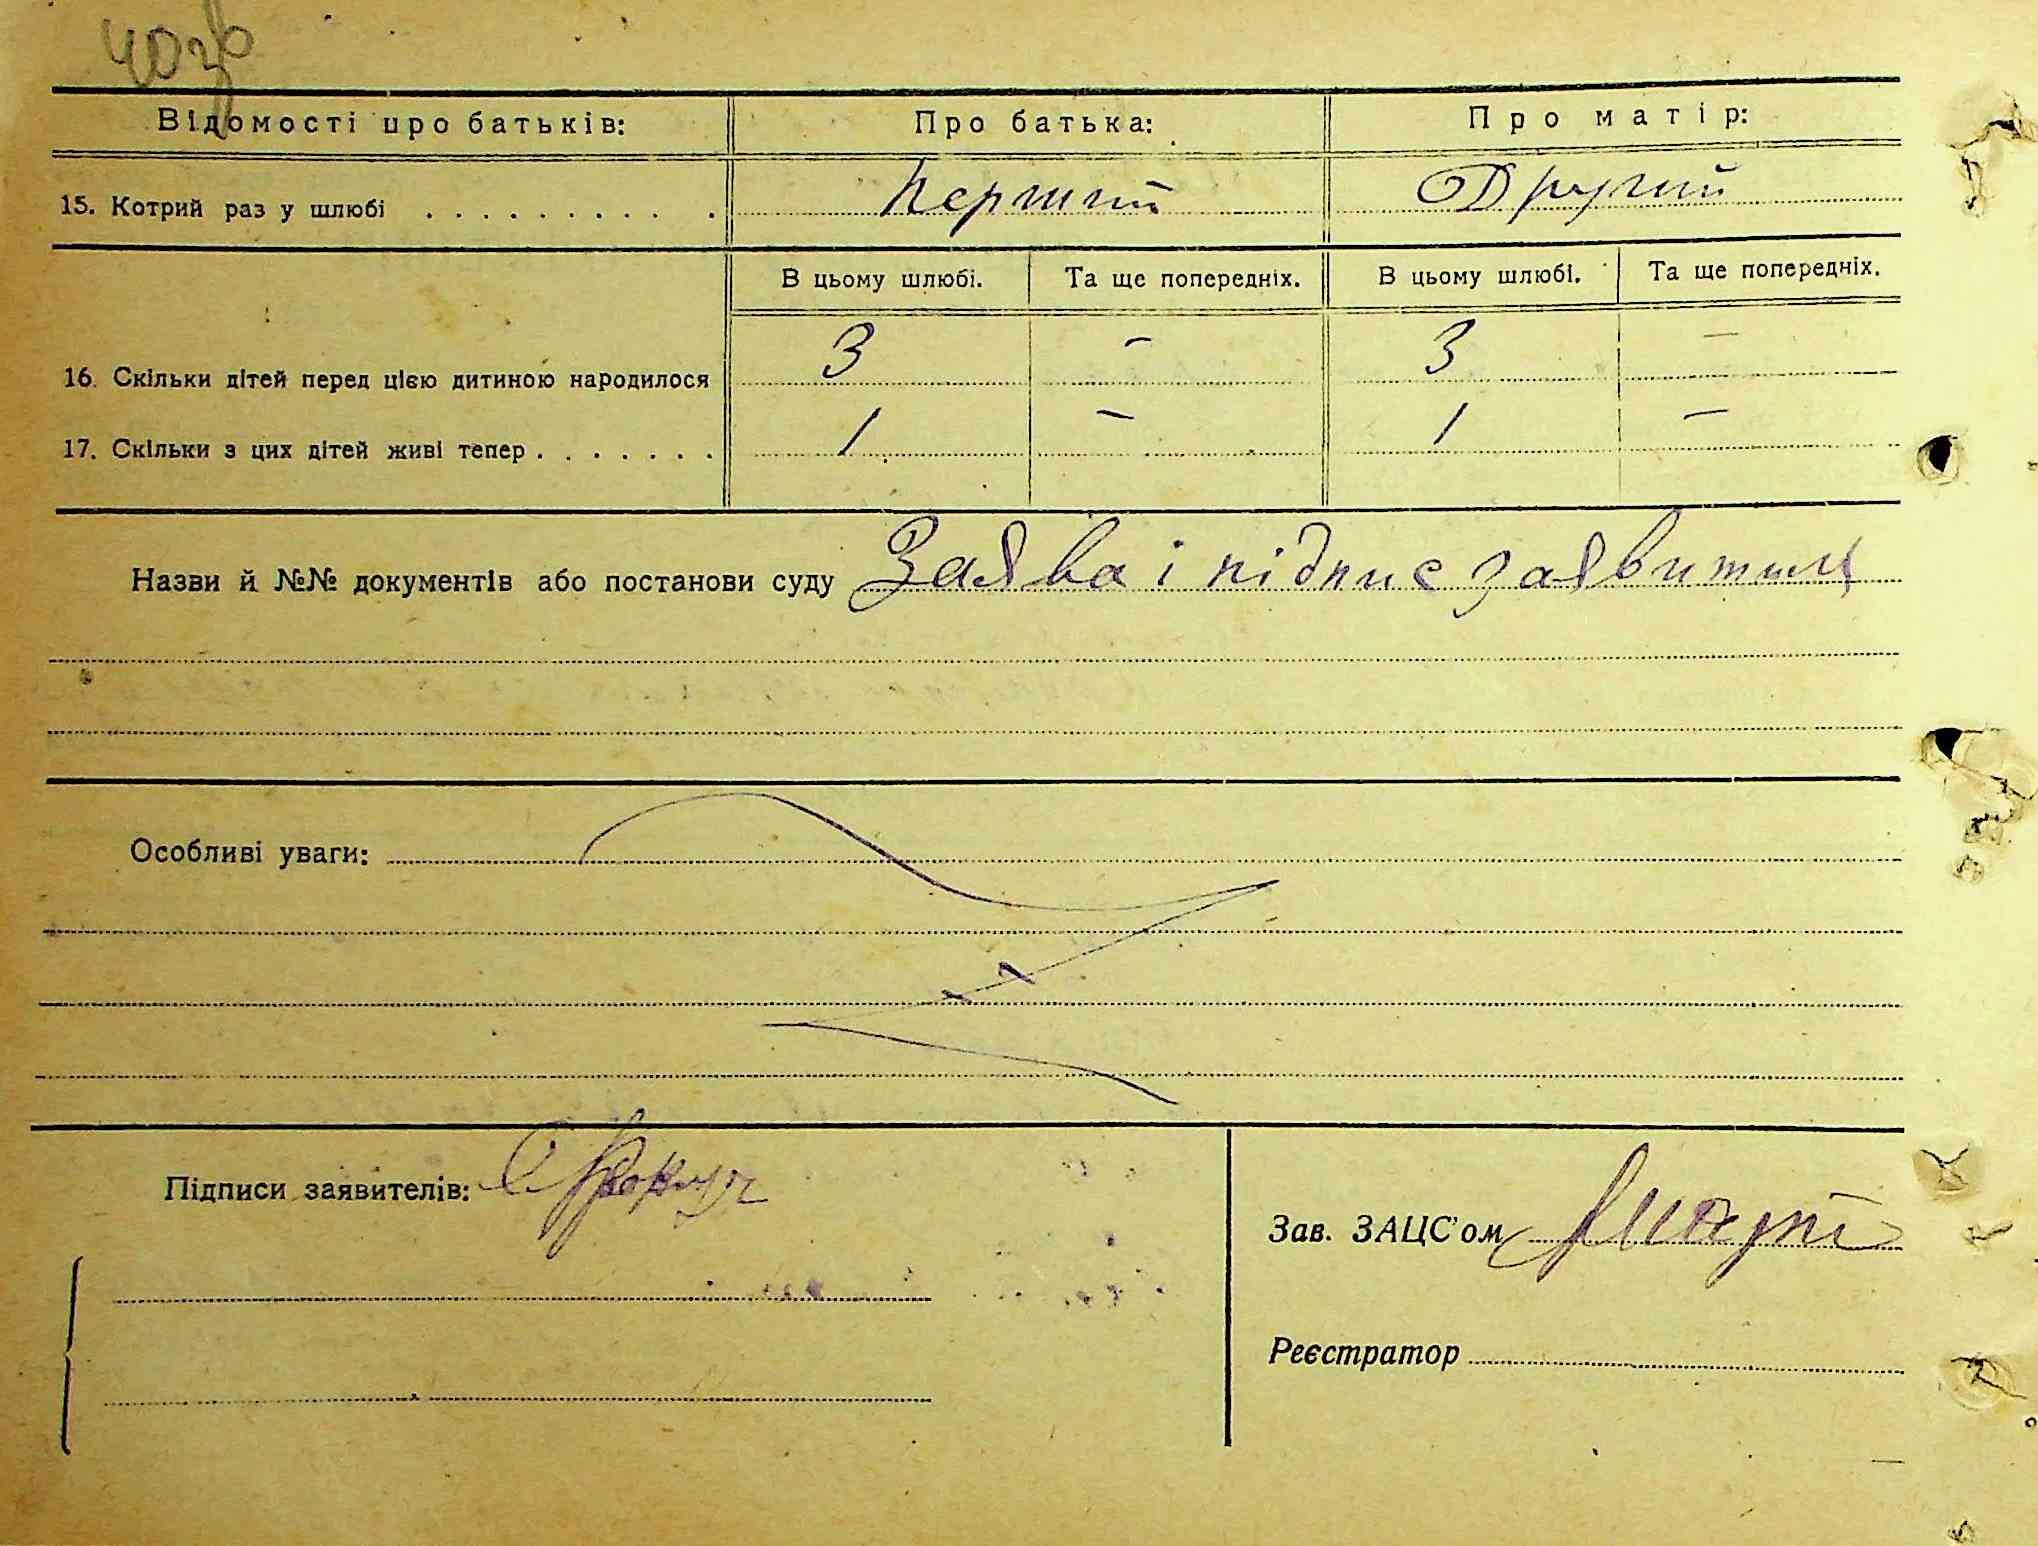 40зв
Відомості про батьків: Про батька: Про матір:
15. Котрий раз у шлюбі . . . . . . . . . . Перший Другий
В цьому шлюбі. Та ще попередніх. В цьому шлюбі. Та ще попередніх.
16. Скільки дітей перед цією дитиною народилося 3 – 3 –
17. Скільки з цих дітей живі тепер . . . . . . . 1 – 1 –
Назви й №№ документів або постанови суду Заява і підпис заявителя
Особливі уваги:
Підписи заявителів:
Зав. ЗАЦС'ом
Реєстратор